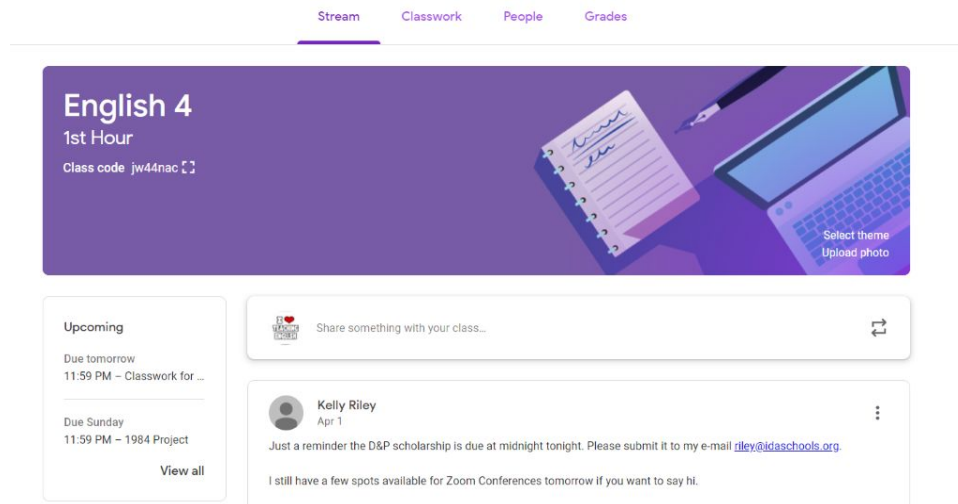 Stream Classwork People Grades
English 4
1st Hour
Class code jw44nac
Select theme
Upload photo
Upcoming
Due tomorrow
11:59 PM – Classwork for ...
Due Sunday
11:59 PM – 1984 Project
View all
I TEACHING ENGLISH
Share something with your class...
Kelly Riley
Apr 1
Just a reminder the D&P scholarship is due at midnight tonight. Please submit it to my e-mail riley@idaschools.org.
I still have a few spots available for Zoom Conferences tomorrow if you want to say hi.